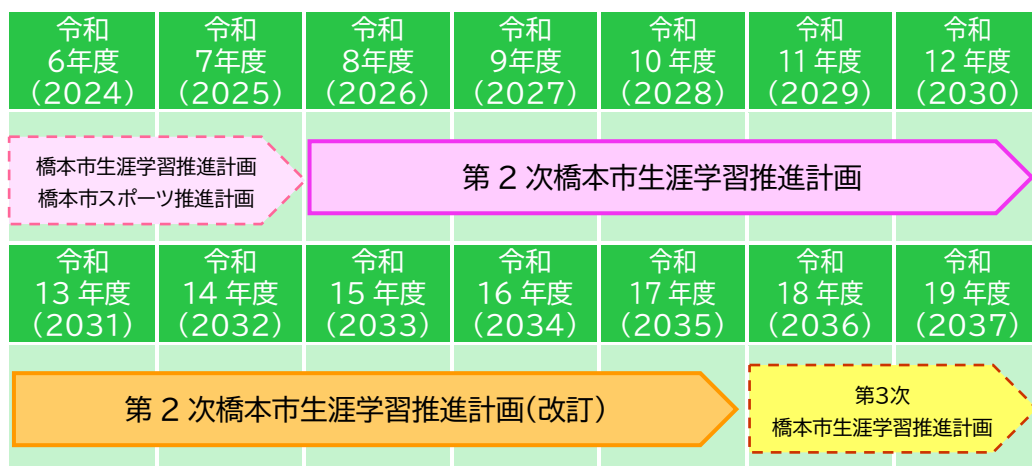 令和
6年度
（2024）
令和
7年度
（2025）
令和
8年度
（2026）
令和
9年度
（2027）
令和
10 年度
（2028）
令和
11 年度
（2029）
令和
12 年度
（2030）
橋本市生涯学習推進計画
橋本市スポーツ推進計画
第 2 次橋本市生涯学習推進計画
令和
13 年度
（2031）
令和
14 年度
（2032）
令和
15 年度
（2033）
令和
16 年度
（2034）
令和
17 年度
（2035）
令和
18 年度
（2036）
令和
19 年度
（2037）
第 2 次橋本市生涯学習推進計画（改訂）
第3次
橋本市生涯学習推進計画